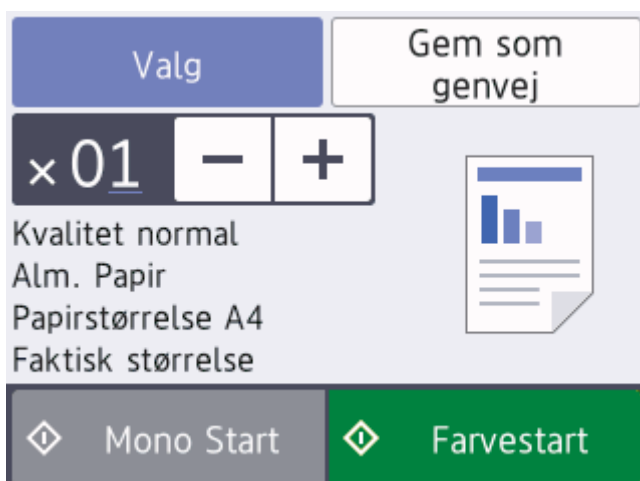 Valg
Gem som
genvej
×01 − +
Kvalitet normal
Alm. Papir
Papirstørrelse A4
Faktisk størrelse
Mono Start
Farvestart